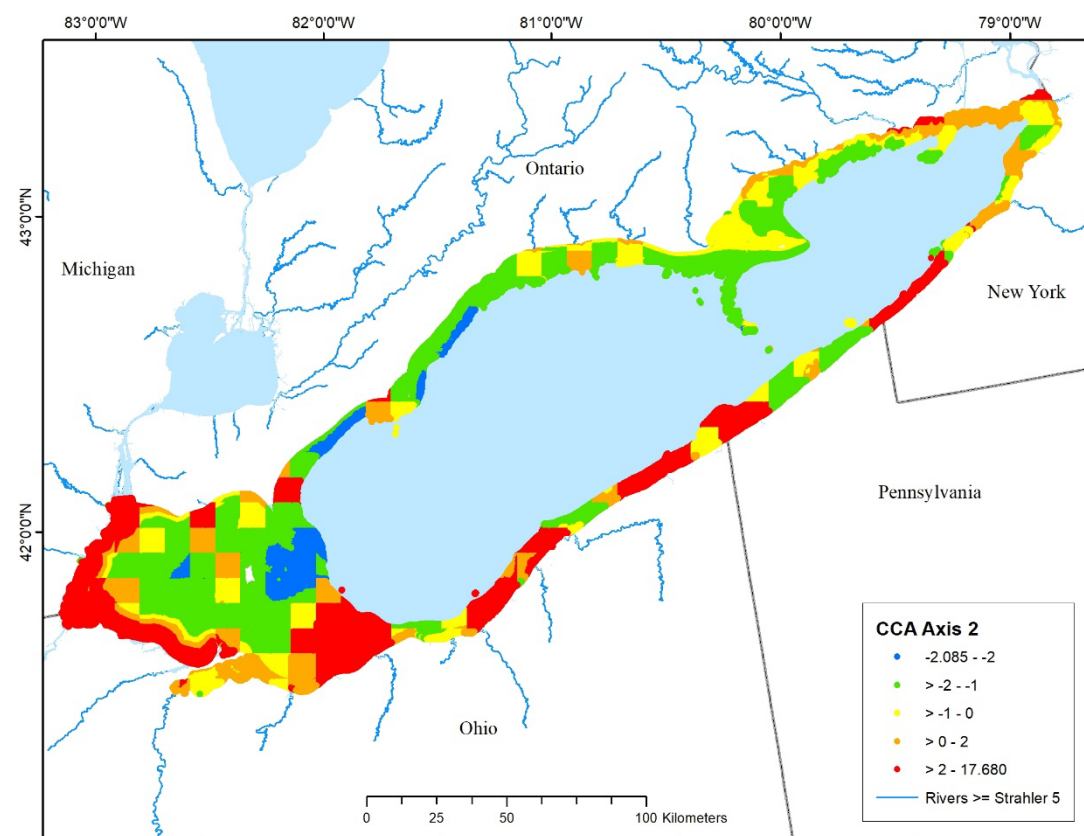 83°0'0"W 82°0'0"W 81°0'0"W 80°0'0"W 79°0'0"W
43°0'0"N
42°0'0"N
Ontario
Michigan
New York
Pennsylvania
Ohio
CCA Axis 2
-2.085 - -2
> -2 - -1
> -1 - 0
> 0 - 2
> 2 - 17.680
Rivers >= Strahler 5
0 25 50 100 Kilometers